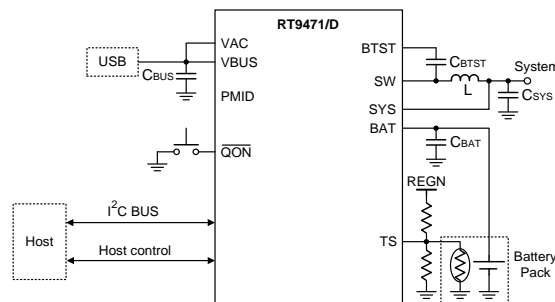 RT9471/D
USB
CBUS
VAC
VBUS
PMID
QON
Host
I2C BUS
Host control
BTST
SW
SYS
BAT
TS
CBTST
L
System
CSYS
CBAT
REGN
Battery
Pack